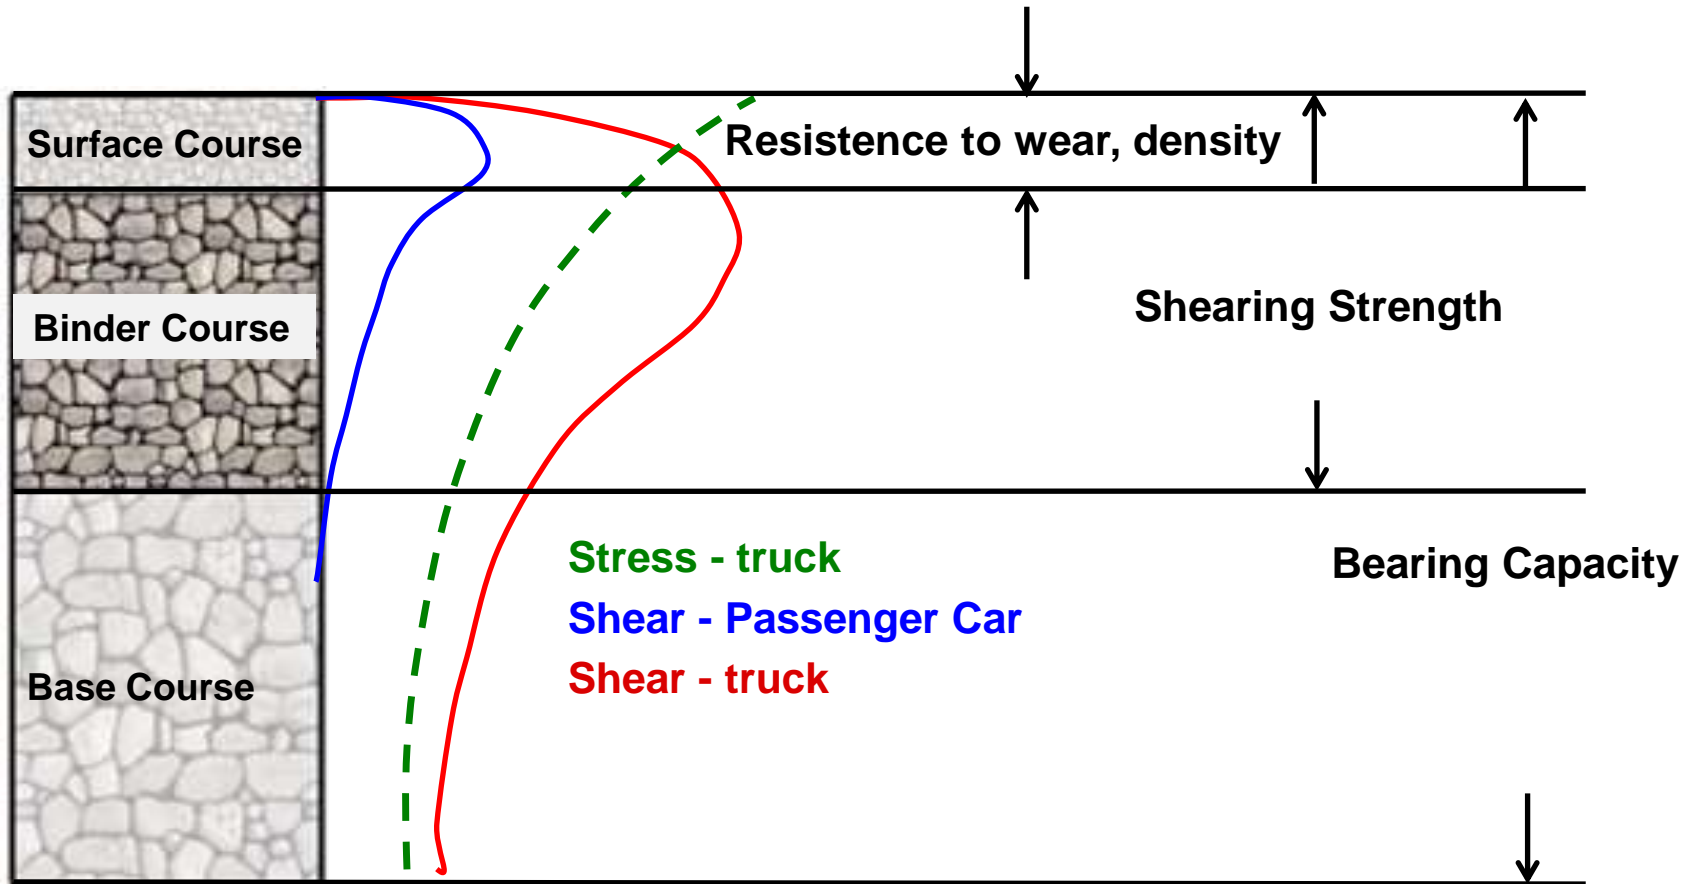 Surface Course
Resistence to wear, density
Binder Course
Shearing Strength
Stress - truck
Bearing Capacity
Shear - Passenger Car
Shear - truck
Base Course